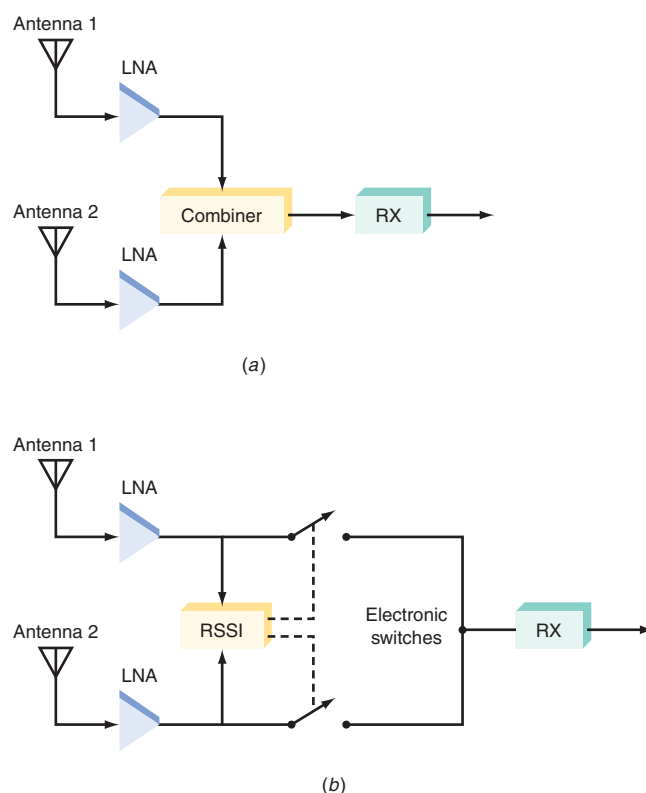 Antenna 1
LNA
Antenna 2
Combiner
RX
LNA
(a)
Antenna 1
LNA
Antenna 2
RSSI
Electronic
switches
RX
LNA
(b)